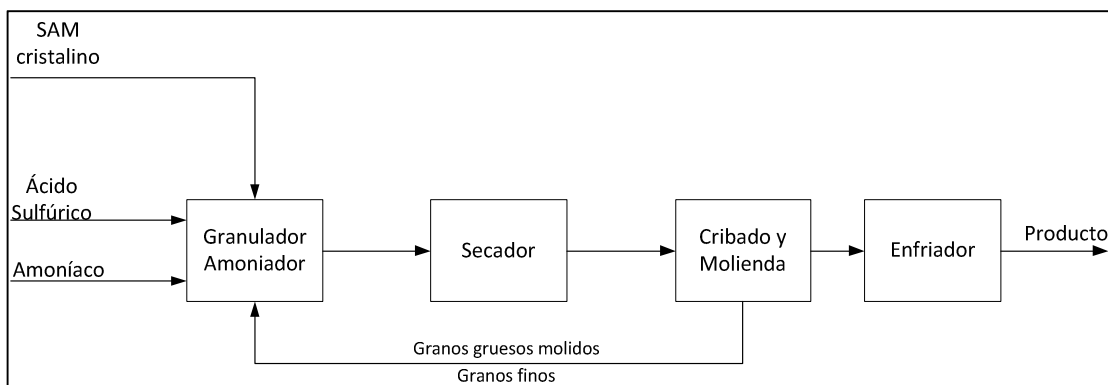 SAM
cristalino
Ácido
Sulfúrico
Amoníaco
Granulador
Amoniador
Secador
Cribado y
Molienda
Enfriador
Producto
Granos gruesos molidos
Granos finos